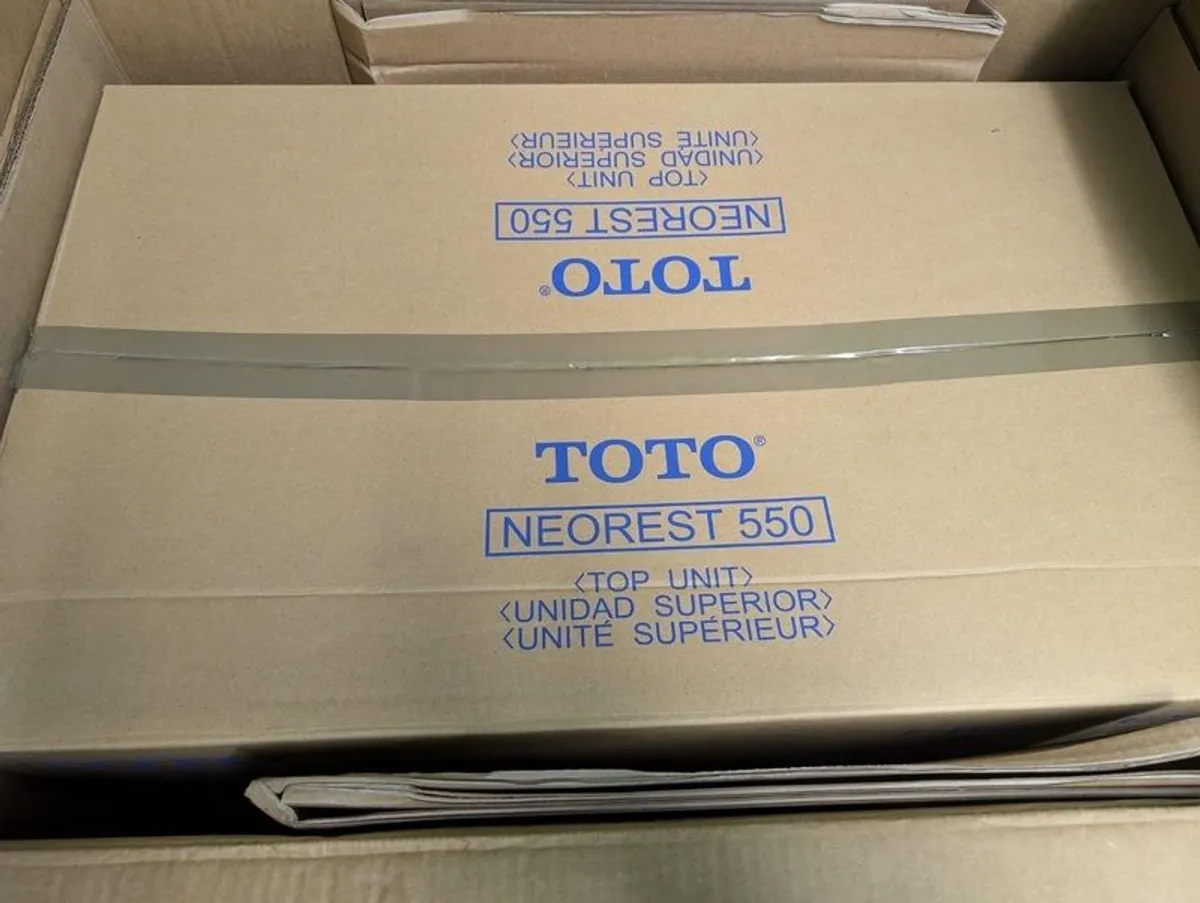 <UNITÉ SUPÉRIEUR>
<UNIDAD SUPERIOR>
<TOP UNIT>
NEOREST 550
TOTO®
TOTO®
NEOREST 550
<TOP UNIT>
<UNIDAD SUPERIOR>
<UNITÉ SUPÉRIEUR>